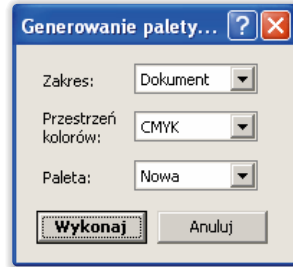 Generowanie palety...
Zakres: Dokument
Przestrzeń
kolorów: CMYK
Paleta: Nowa
Wykonaj Anuluj